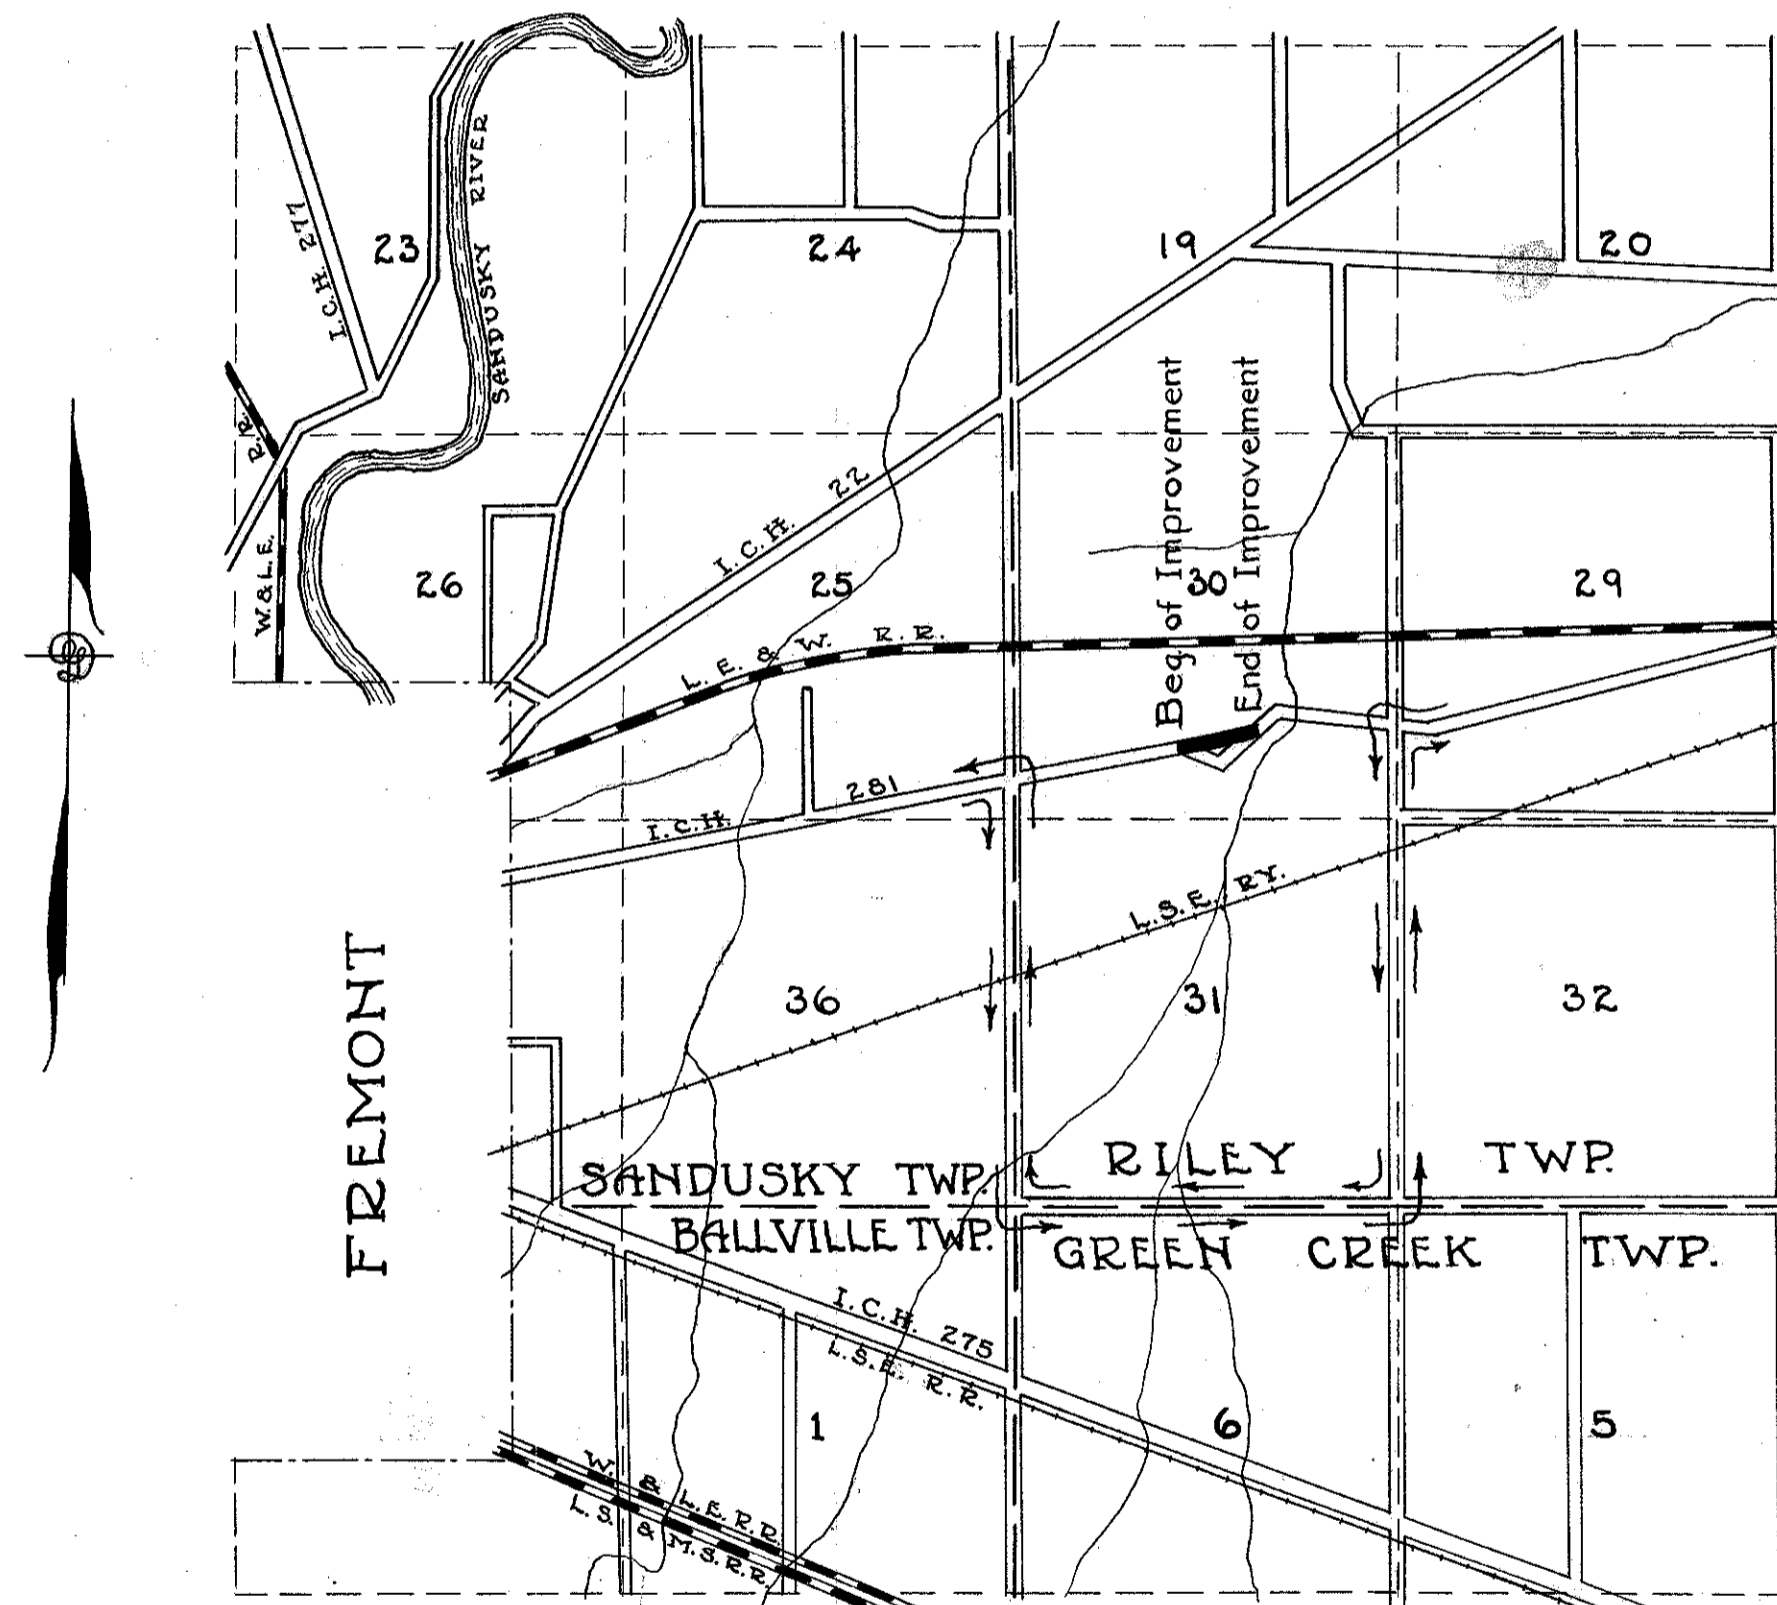 I.C.H. 277
23
SANDUSKY RIVER
24
19
20
R.R.
W. & L.E.
26
I.C.H. 22
25
Beg. of Improvement
End of Improvement
30
29
L. E. & W. R. R.
I.C.H. 281
L.S.E. RY.
FREMONT
36
31
32
SANDUSKY TWP.
RILEY TWP.
BALLVILLE TWP.
GREEN CREEK TWP.
I.C.H. 275
L.S.E. R.R.
1
6
5
W. & L.E. R.R.
L.S. & M.S. R.R.